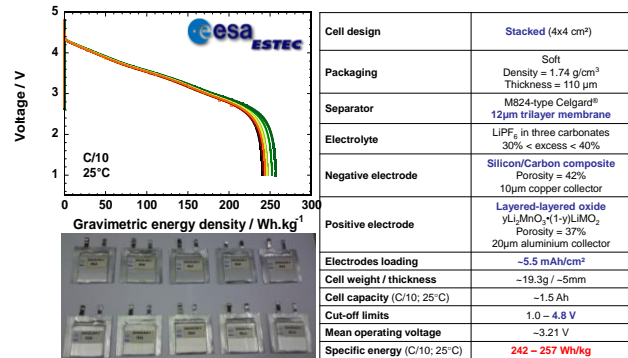 esa
ESTEC
5
4
3
2
1
Voltage / V
C/10
25°C
0 50 100 150 200 250 300
Gravimetric energy density / Wh.kg-1
Cell design
Stacked (4x4 cm²)
Packaging
Soft
Density = 1.74 g/cm³
Thickness = 110 µm
Separator
M824-type Celgard®
12µm trilayer membrane
Electrolyte
LiPF6 in three carbonates
30% < excess < 40%
Negative electrode
Silicon/Carbon composite
Porosity = 42%
10µm copper collector
Positive electrode
Layered-layered oxide
yLi2MnO3•(1-y)LiMO2
Porosity = 37%
20µm aluminium collector
Electrodes loading
~5.5 mAh/cm²
Cell weight / thickness
~19.3g / ~5mm
Cell capacity (C/10; 25°C)
~1.5 Ah
Cut-off limits
1.0 – 4.8 V
Mean operating voltage
~3.21 V
Specific energy (C/10; 25°C)
242 – 257 Wh/kg